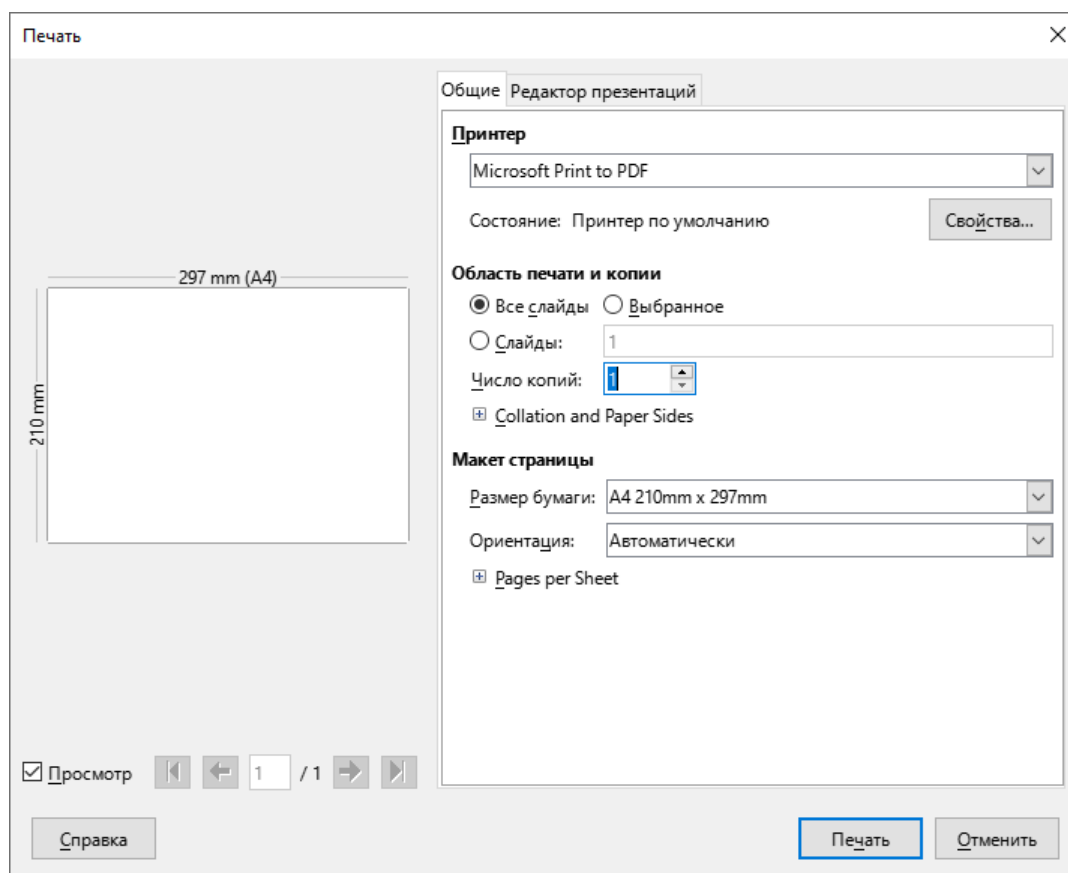 Печать
Общие
Редактор презентаций
Принтер
Microsoft Print to PDF
Состояние: Принтер по умолчанию
Свойства...
297 mm (A4)
210 mm
Область печати и копии
Все слайды
Выбранное
Слайды:
1
Число копий:
1
Collation and Paper Sides
Макет страницы
Размер бумаги:
A4 210mm x 297mm
Ориентация:
Автоматически
Pages per Sheet
Просмотр
1
/ 1
Справка
Печать
Отменить